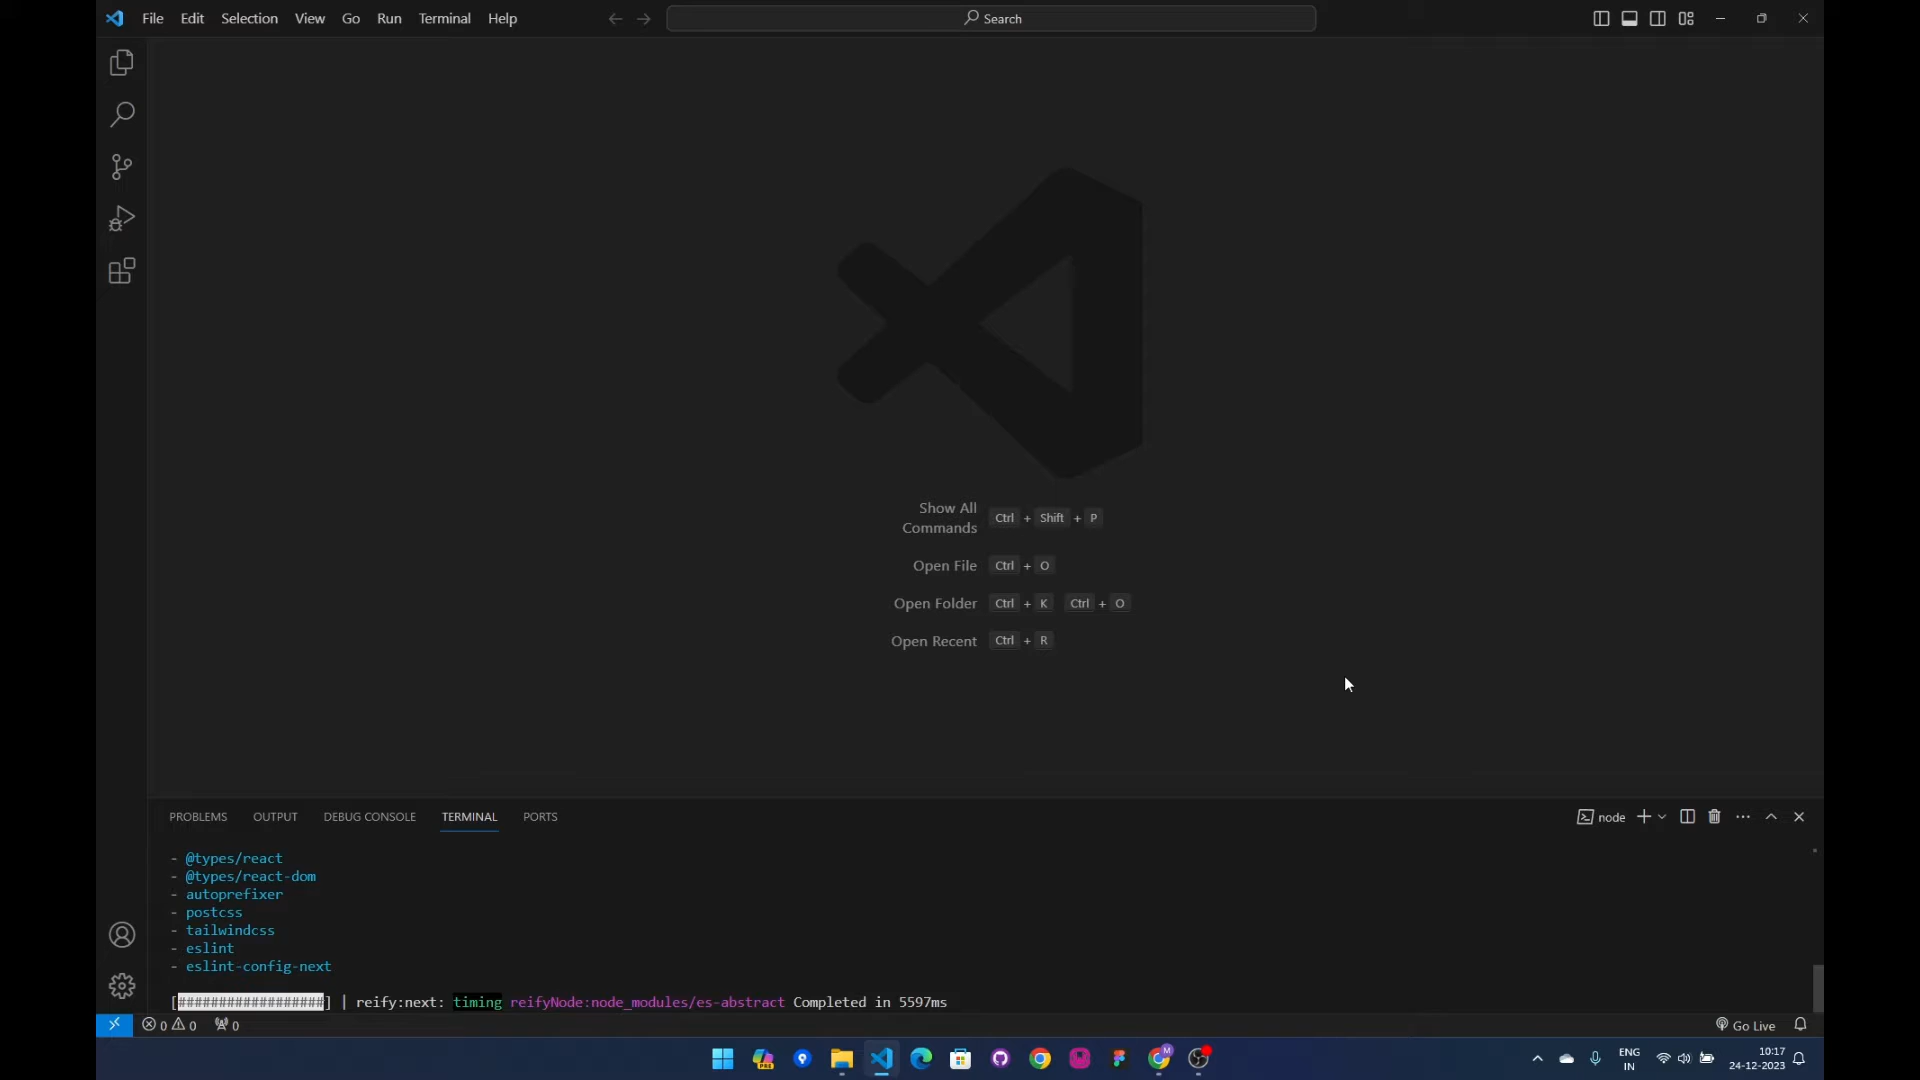 File Edit Selection View Go Run Terminal Help
Search
Show All Commands Ctrl + Shift + P
Open File Ctrl + O
Open Folder Ctrl + K Ctrl + O
Open Recent Ctrl + R
PROBLEMS OUTPUT DEBUG CONSOLE TERMINAL PORTS
node
- @types/react
- @types/react-dom
- autoprefixer
- postcss
- tailwindcss
- eslint
- eslint-config-next
[##################] | reify:next: timing reifyNode:node_modules/es-abstract Completed in 5597ms
0 0 0
Go Live
PRE
M
ENG
IN
10:17
24-12-2023